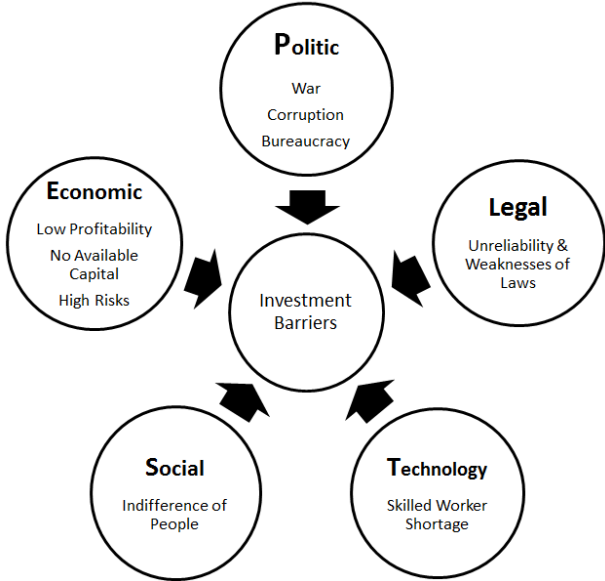 Politic
War
Corruption
Bureaucracy
Economic
Low Profitability
No Available
Capital
High Risks
Legal
Unreliability &
Weaknesses of
Laws
Investment
Barriers
Social
Indifference of
People
Technology
Skilled Worker
Shortage